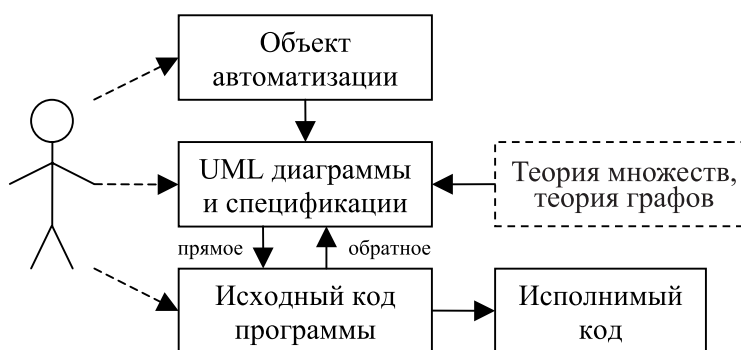 Объект
автоматизации
UML диаграммы
и спецификации
Теория множеств,
теория графов
прямое
обратное
Исходный код
программы
Исполнимый
код